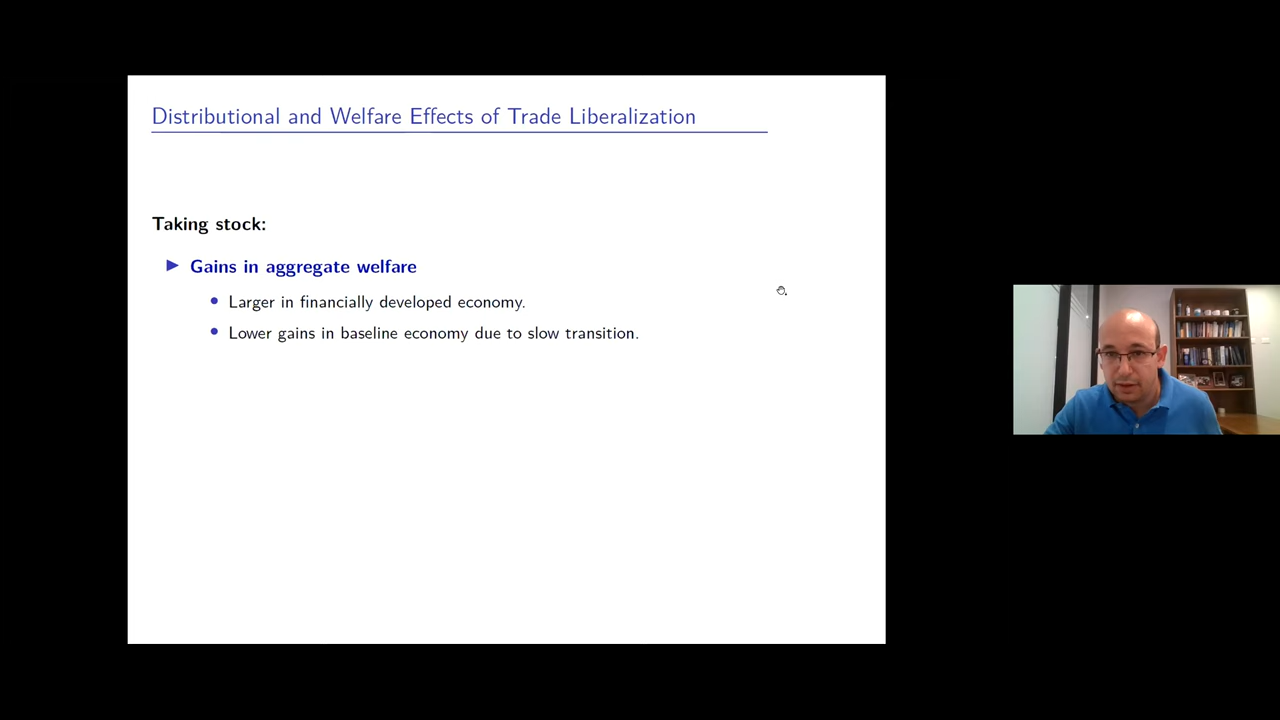 Distributional and Welfare Effects of Trade Liberalization
Taking stock:
Gains in aggregate welfare
Larger in financially developed economy.
Lower gains in baseline economy due to slow transition.